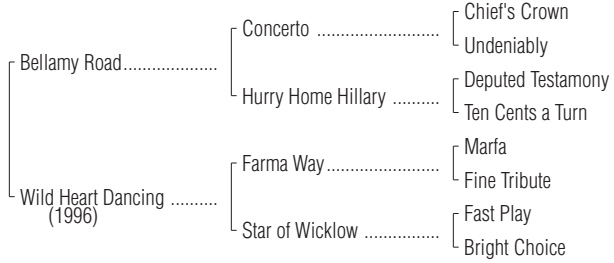 Chief's Crown
Concerto ........................
Undeniably
Bellamy Road..................
Deputed Testamony
Hurry Home Hillary .........
Ten Cents a Turn
Marfa
Farma Way......................
Fine Tribute
Wild Heart Dancing .........
(1996)
Fast Play
Star of Wicklow ..............
Bright Choice